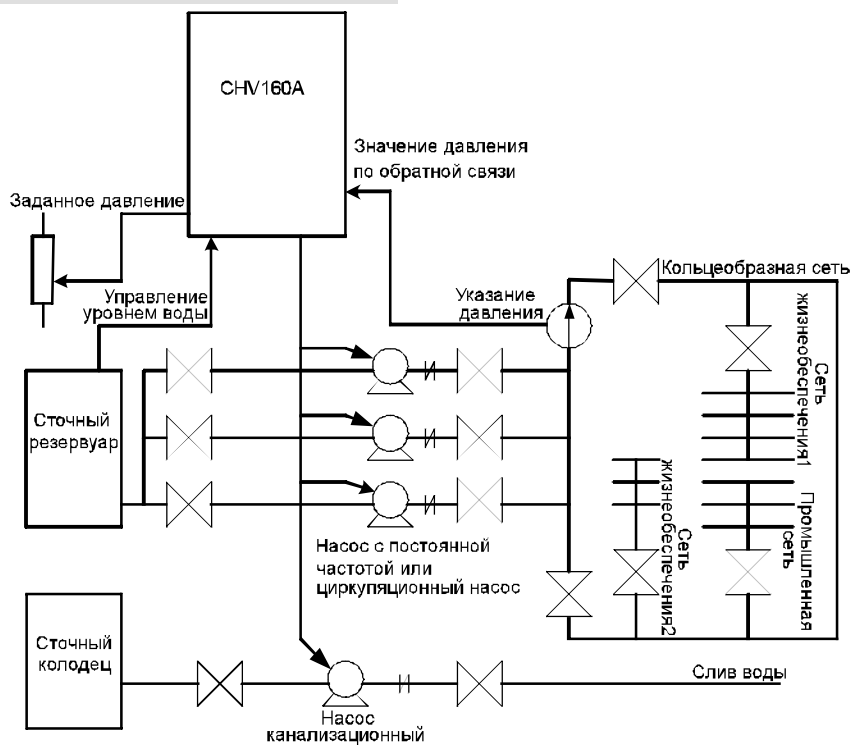 CHV160A
Значение давления
по обратной связи
Заданное давление
Управление
уровнем воды
Указание
давления
Кольцеобразная сеть
Сеть
жизнеобеспечения1
Сточный
резервуар
Сеть
жизнеобеспечения2
Промышленная
сеть
Насос с постоянной
частотой или
циркуляционный насос
Сточный
колодец
Слив воды
Насос
канализационный